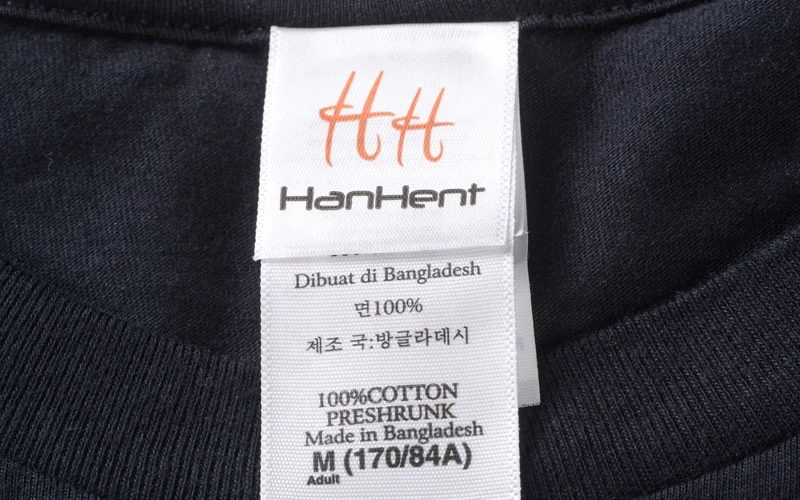 HH
HanHent
Dibuat di Bangladesh
면100%
제조 국:방글라데시
100%COTTON
PRESHRUNK
Made in Bangladesh
M (170/84A)
Adult